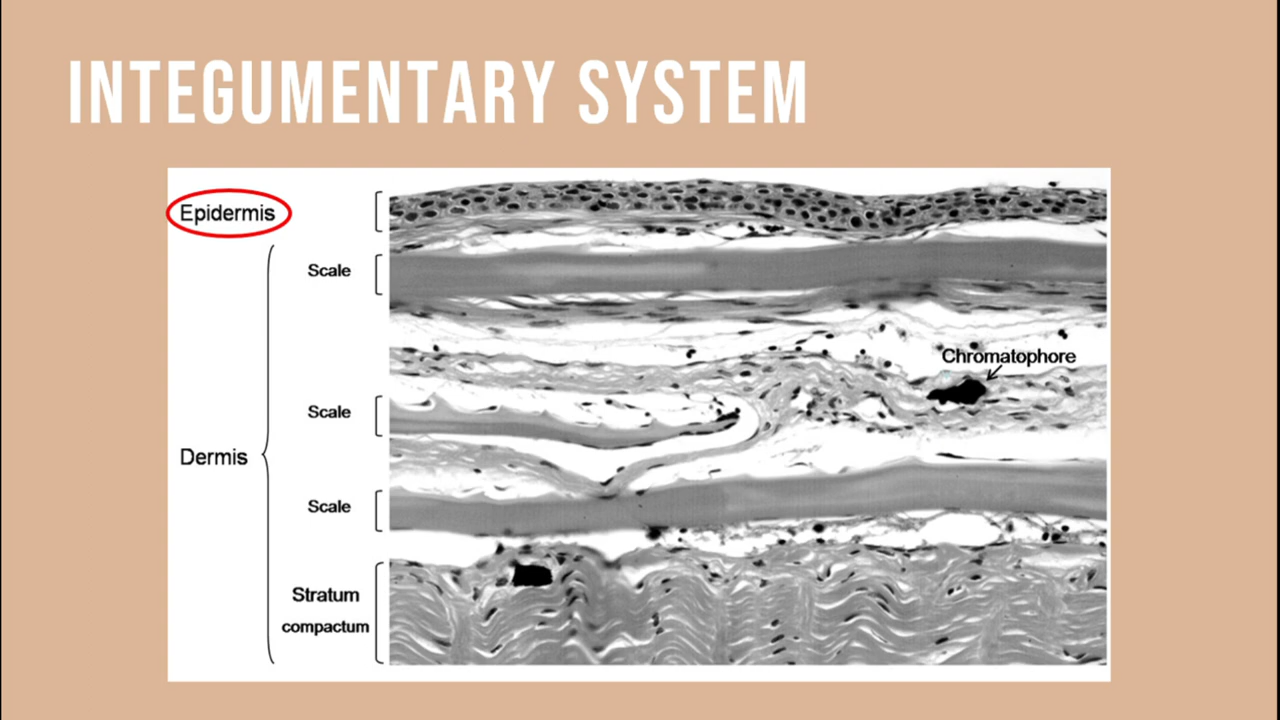 INTEGUMENTARY SYSTEM
Epidermis
Scale
Chromatophore
Scale
Dermis
Scale
Stratum
compactum